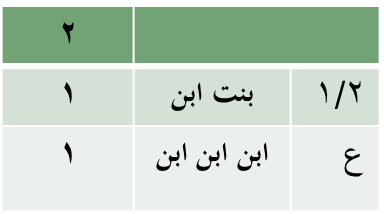 ٢
١/٢ بنت ابن ١
ع ابن ابن ابن ١